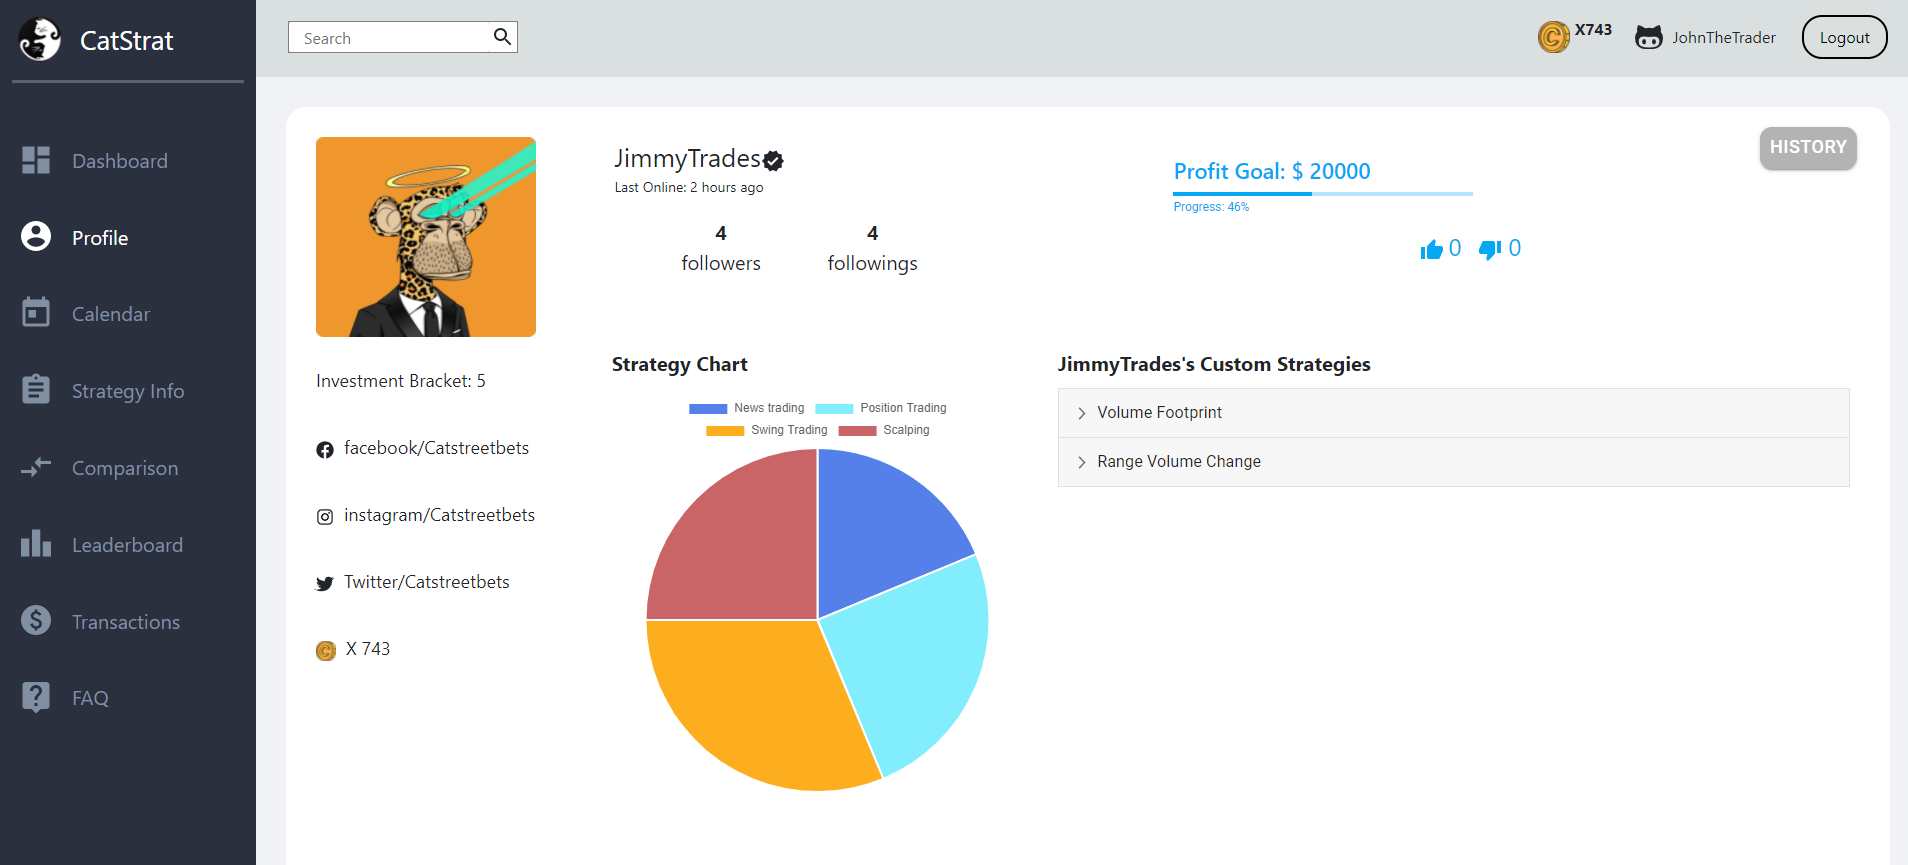 CatStrat
Search
X743
JohnTheTrader
Logout
Dashboard
Profile
Calendar
Strategy Info
Comparison
Leaderboard
Transactions
FAQ
JimmyTrades
Last Online: 2 hours ago
4
followers
4
followings
Profit Goal: $ 20000
Progress: 46%
0
0
HISTORY
Investment Bracket: 5
facebook/Catstreetbets
instagram/Catstreetbets
Twitter/Catstreetbets
X 743
Strategy Chart
News trading
Position Trading
Swing Trading
Scalping
JimmyTrades's Custom Strategies
Volume Footprint
Range Volume Change